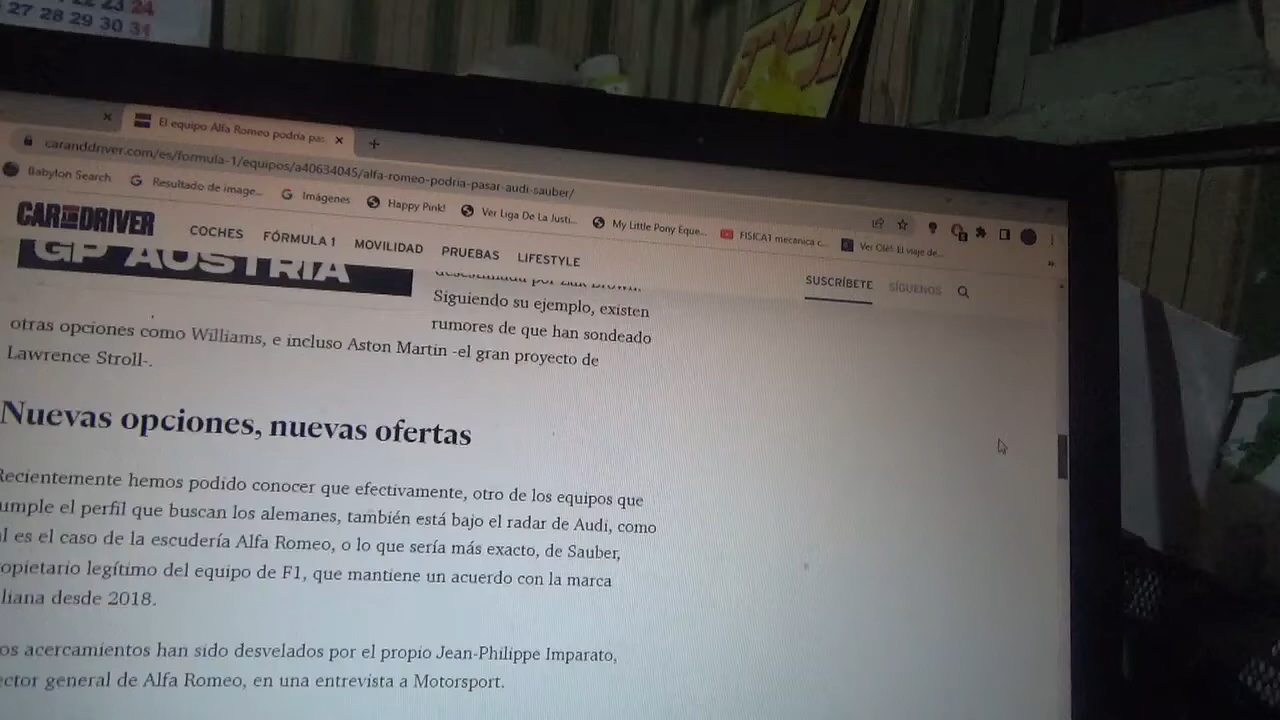 22 23 24
27 28 29 30 31
El equipo Alfa Romeo podría pas
caranddriver.com/es/formula-1/equipos/a40634045/alfa-romeo-podria-pasar-audi-sauber/
Babylon Search Resultado de image... Imágenes Happy Pink! Ver Liga De La Justi... My Little Pony Eque... FISICA1 mecanica c... Ver Olé! El viaje de...
CAR AND DRIVER COCHES FÓRMULA 1 MOVILIDAD PRUEBAS LIFESTYLE SUSCRÍBETE SÍGUENOS
GP AUSTRIA
Siguiendo su ejemplo, existen
rumores de que han sondeado
otras opciones como Williams, e incluso Aston Martin -el gran proyecto de
Lawrence Stroll-.
Nuevas opciones, nuevas ofertas
Recientemente hemos podido conocer que efectivamente, otro de los equipos que
umple el perfil que buscan los alemanes, también está bajo el radar de Audi, como
al es el caso de la escudería Alfa Romeo, o lo que sería más exacto, de Sauber,
opietario legítimo del equipo de F1, que mantiene un acuerdo con la marca
liana desde 2018.
os acercamientos han sido desvelados por el propio Jean-Philippe Imparato,
ector general de Alfa Romeo, en una entrevista a Motorsport.